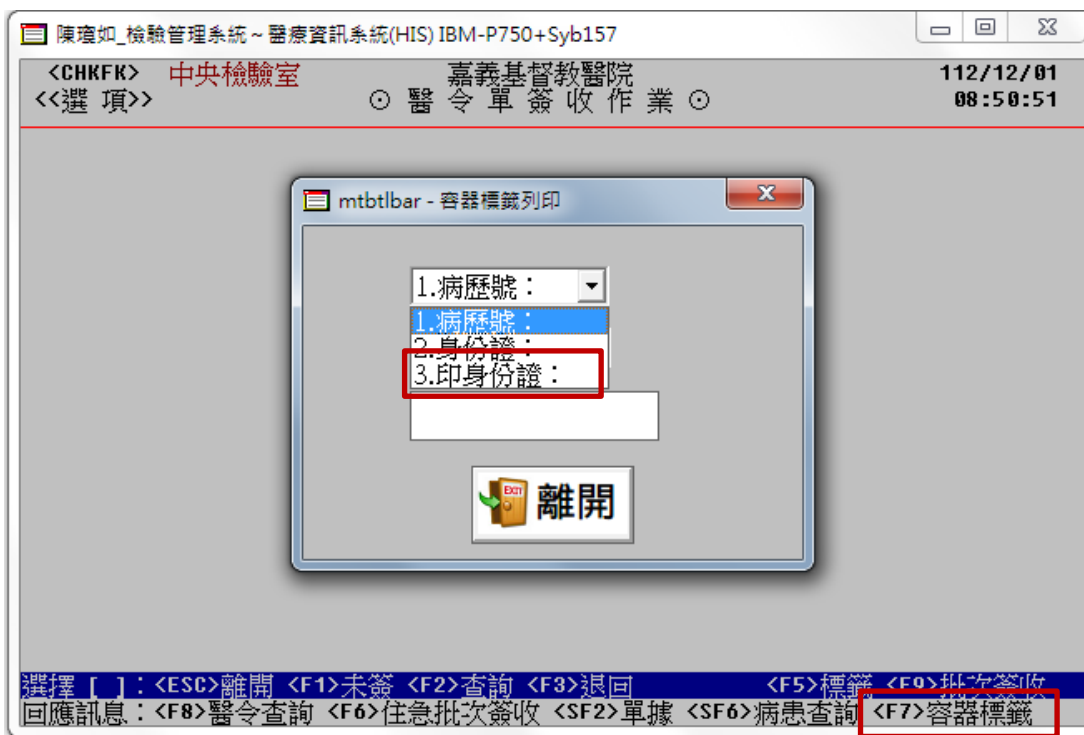 陳瓊如_檢驗管理系統～醫療資訊系統(HIS) IBM-P750+Syb157
<CHKFK> 中央檢驗室 嘉義基督教醫院 112/12/01
<<選 項>> ⊙ 醫 令 單 簽 收 作 業 ⊙ 08:50:51
mtbtlbar - 容器標籤列印
1.病歷號：
1.病歷號：
2.身份證：
3.印身份證：
EXIT 離開
選擇 [ ]：<ESC>離開 <F1>未簽 <F2>查詢 <F3>退回 <F5>標籤 <F9>批次簽收
回應訊息：<F8>醫令查詢 <F6>住急批次簽收 <SF2>單據 <SF6>病患查詢 <F7>容器標籤